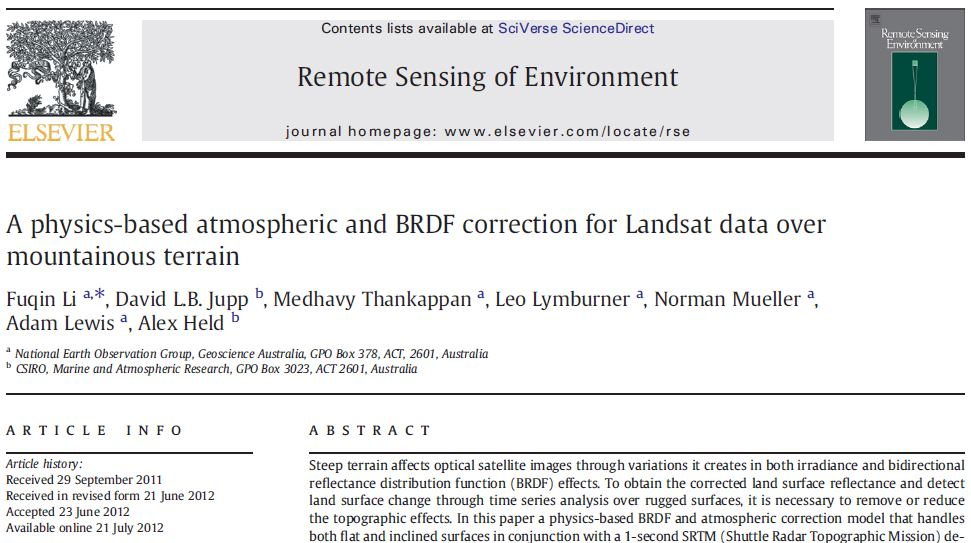 Contents lists available at SciVerse ScienceDirect
Remote Sensing of Environment
journal homepage: www.elsevier.com/locate/rse
ELSEVIER
Remote Sensing
of
Environment
A physics-based atmospheric and BRDF correction for Landsat data over
mountainous terrain
Fuqin Li a,*, David L.B. Jupp b, Medhavy Thankappan a, Leo Lymburner a, Norman Mueller a,
Adam Lewis a, Alex Held b
a National Earth Observation Group, Geoscience Australia, GPO Box 378, ACT, 2601, Australia
b CSIRO, Marine and Atmospheric Research, GPO Box 3023, ACT 2601, Australia
ARTICLE INFO
Article history:
Received 29 September 2011
Received in revised form 21 June 2012
Accepted 23 June 2012
Available online 21 July 2012
ABSTRACT
Steep terrain affects optical satellite images through variations it creates in both irradiance and bidirectional
reflectance distribution function (BRDF) effects. To obtain the corrected land surface reflectance and detect
land surface change through time series analysis over rugged surfaces, it is necessary to remove or reduce
the topographic effects. In this paper a physics-based BRDF and atmospheric correction model that handles
both flat and inclined surfaces in conjunction with a 1-second SRTM (Shuttle Radar Topographic Mission) de-